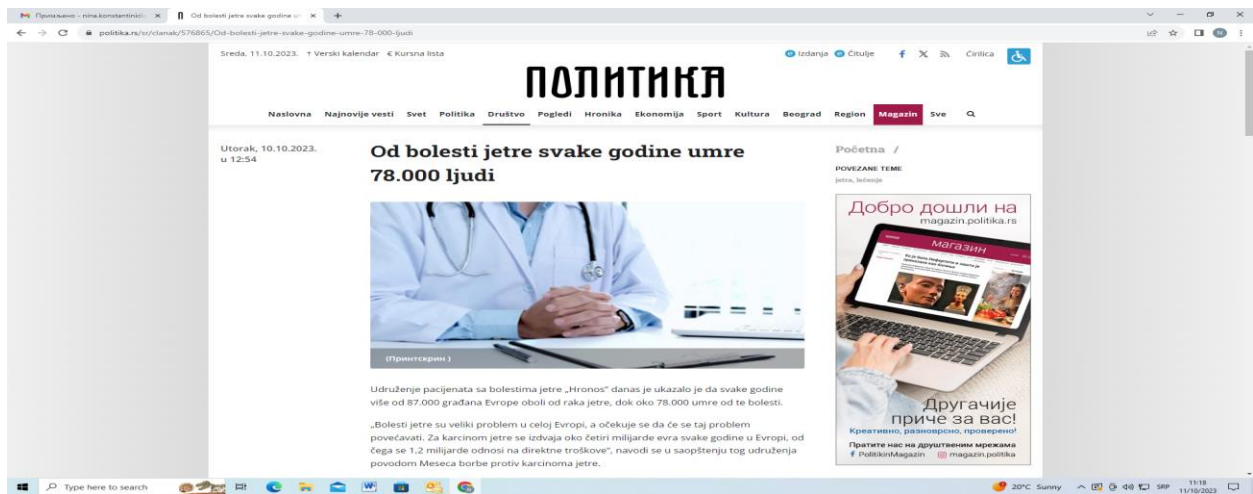 Примљено - nina.konstantinidis
Od bolesti jetre svake godine um
politika.rs/sr/clanak/576865/Od-bolesti-jetre-svake-godine-umre-78-000-ljudi
Sreda, 11.10.2023. † Verski kalendar € Kursna lista
Izdanja Čitulje
Ćirilica
ПОЛИТИКА
Naslovna Najnovije vesti Svet Politika Društvo Pogledi Hronika Ekonomija Sport Kultura Beograd Region Magazin Sve
Utorak, 10.10.2023.
u 12:54
Od bolesti jetre svake godine umre
78.000 ljudi
(Принтскрин )
Udruženje pacijenata sa bolestima jetre „Hronos“ danas je ukazalo je da svake godine
više od 87.000 građana Evrope oboli od raka jetre, dok oko 78.000 umre od te bolesti.
„Bolesti jetre su veliki problem u celoj Evropi, a očekuje se da će se taj problem
povećavati. Za karcinom jetre se izdvaja oko četiri milijarde evra svake godine u Evropi, od
čega se 1,2 milijarde odnosi na direktne troškove“, navodi se u saopštenju tog udruženja
povodom Meseca borbe protiv karcinoma jetre.
Početna /
POVEZANE TEME
jetra, lečenje
Добро дошли на
magazin.politika.rs
магазин
Другачије
приче за вас!
Креативно, разноврсно, проверено!
Пратите нас на друштвеним мрежама
PolitikinMagazin magazin.politika
Type here to search
20°C Sunny
SRP
11:18
11/10/2023